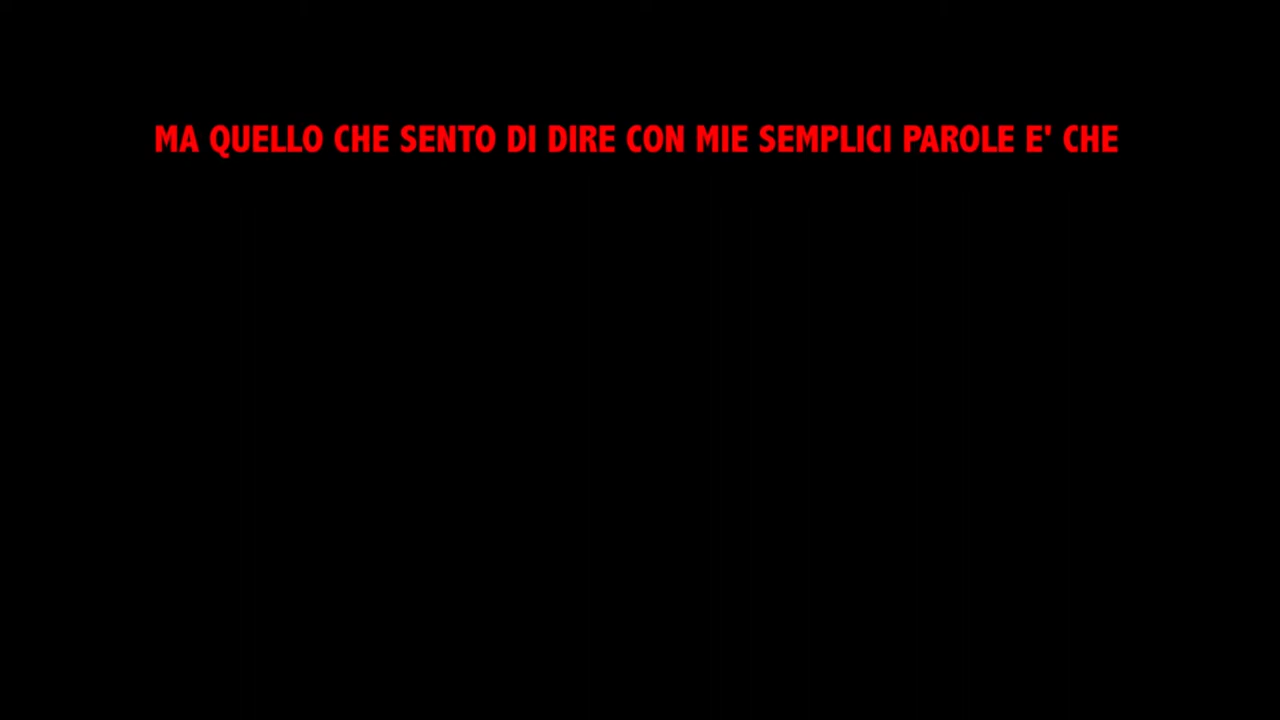 MA QUELLO CHE SENTO DI DIRE CON MIE SEMPLICI PAROLE E' CHE